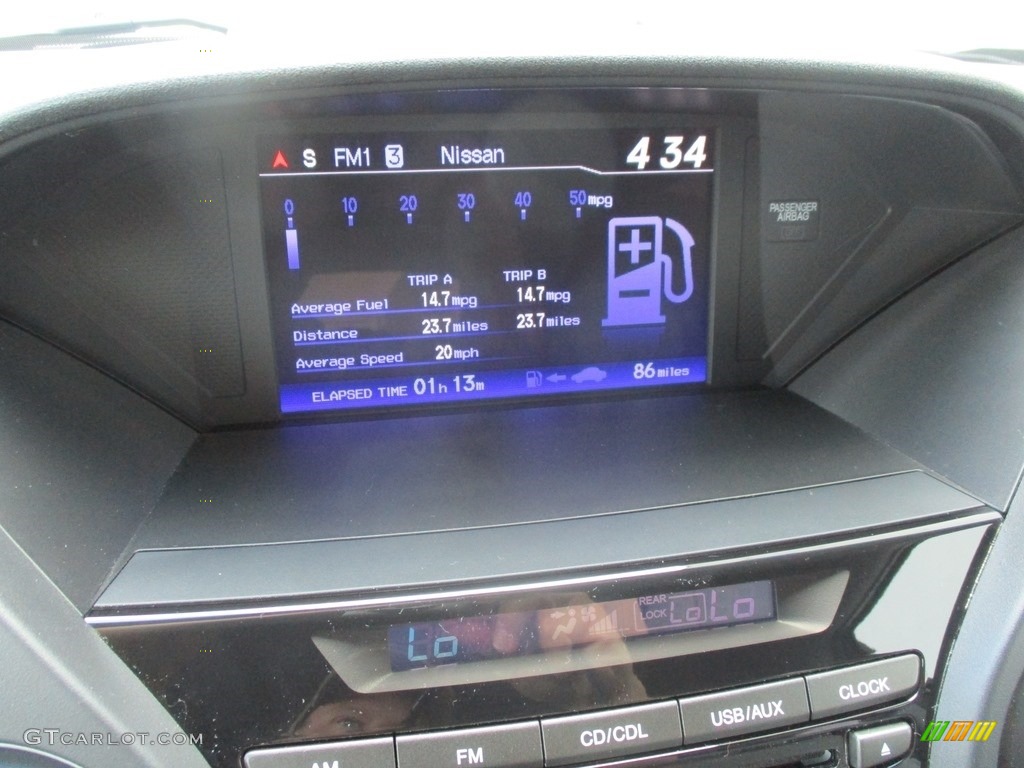 S FM1 3 Nissan 4 34
0 10 20 30 40 50 mpg
TRIP A TRIP B
Average Fuel 14.7mpg 14.7mpg
Distance 23.7miles 23.7miles
Average Speed 20mph
ELAPSED TIME 01h 13m 86miles
PASSENGER
AIRBAG
Lo REAR LOCK Lo Lo
AM FM CD/CDL USB/AUX CLOCK
GTCARLOT.COM